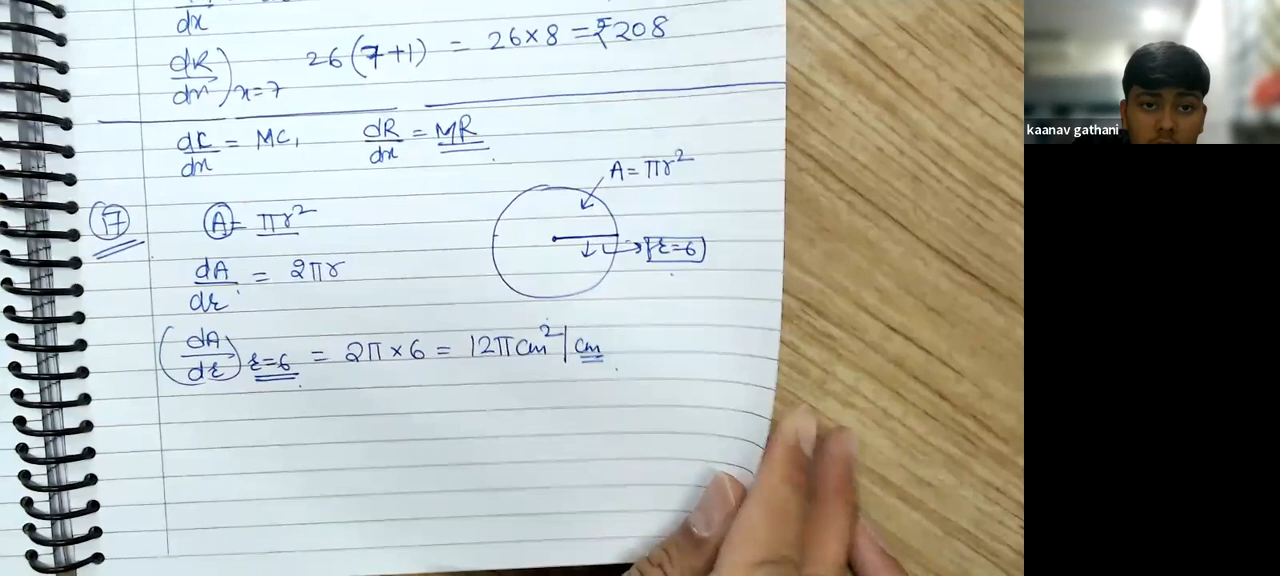 dx
dR/dx)x=7 26(7+1) = 26×8 = ₹208
dC/dx = MC, dR/dx = MR
A = πr²
17 A = πr²
r=6
dA/dr = 2πr
(dA/dr) r=6 = 2π×6 = 12π cm²|cm
kaanav gathani